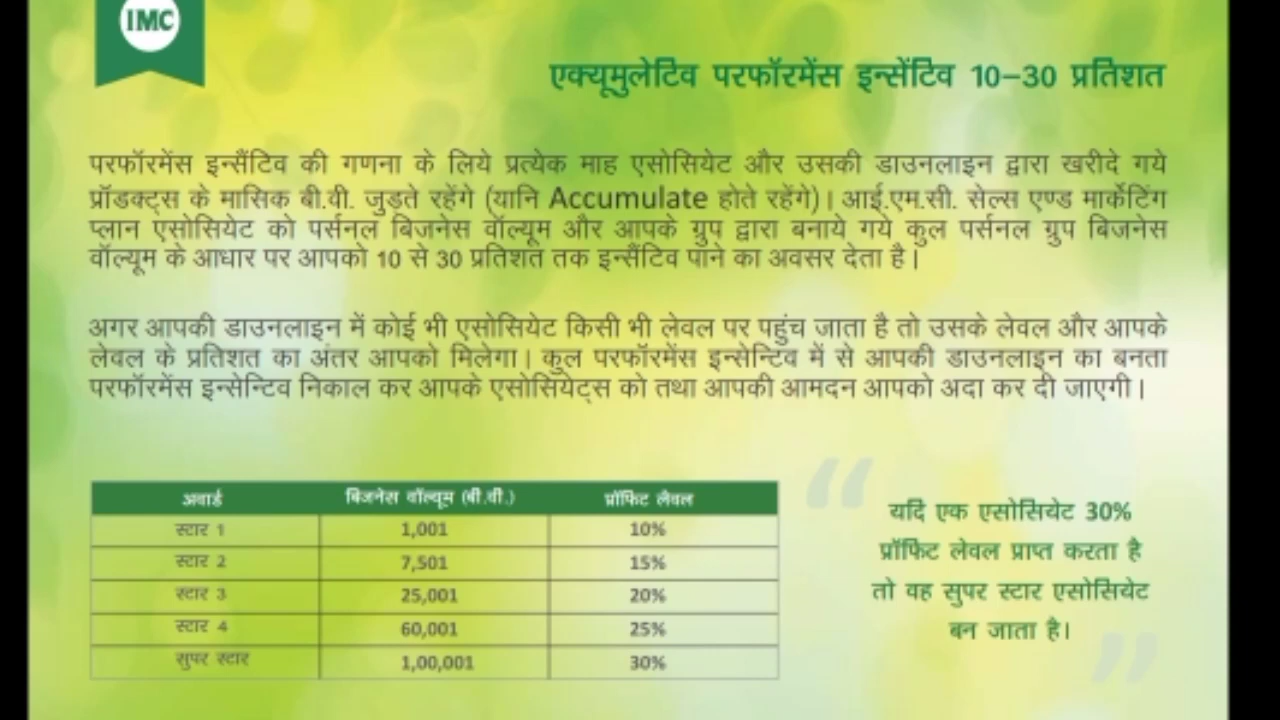 IMC
एक्यूमुलेटिव परफॉरमेंस इन्सेंटिव 10–30 प्रतिशत
परफॉरमेंस इन्सैंटिव की गणना के लिये प्रत्येक माह एसोसियेट और उसकी डाउनलाइन द्वारा खरीदे गये
प्रॉडक्ट्स के मासिक बी.वी. जुडते रहेंगे (यानि Accumulate होते रहेंगे)। आई.एम.सी. सेल्स एण्ड मार्केटिंग
प्लान एसोसियेट को पर्सनल बिजनेस वॉल्यूम और आपके ग्रुप द्वारा बनाये गये कुल पर्सनल ग्रुप बिजनेस
वॉल्यूम के आधार पर आपको 10 से 30 प्रतिशत तक इन्सैंटिव पाने का अवसर देता है।
अगर आपकी डाउनलाइन में कोई भी एसोसियेट किसी भी लेवल पर पहुंच जाता है तो उसके लेवल और आपके
लेवल के प्रतिशत का अंतर आपको मिलेगा। कुल परफॉरमेंस इन्सेन्टिव में से आपकी डाउनलाइन का बनता
परफॉरमेंस इन्सेन्टिव निकाल कर आपके एसोसियेट्स को तथा आपकी आमदन आपको अदा कर दी जाएगी।
अवार्ड बिजनेस वॉल्यूम (बी.वी.) प्रॉफिट लैवल
स्टार 1 1,001 10%
स्टार 2 7,501 15%
स्टार 3 25,001 20%
स्टार 4 60,001 25%
सुपर स्टार 1,00,001 30%
“ यदि एक एसोसियेट 30%
प्रॉफिट लेवल प्राप्त करता है
तो वह सुपर स्टार एसोसियेट
बन जाता है। ”